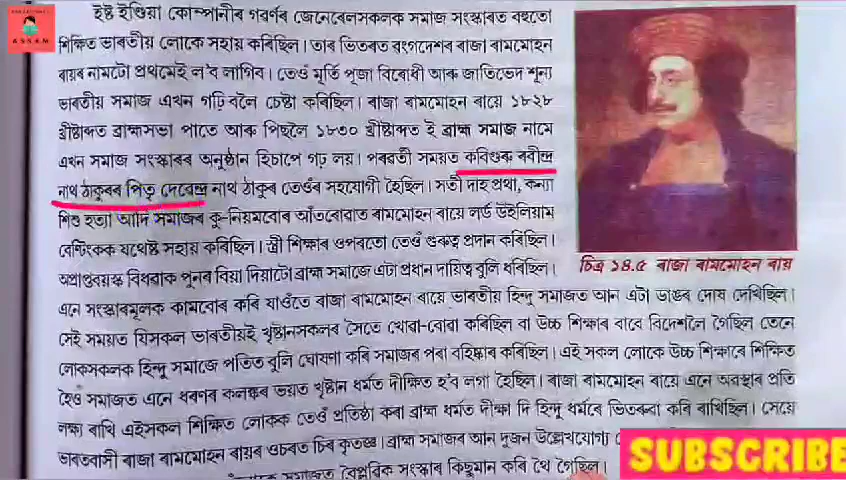 ASSAM
ইষ্ট ইণ্ডিয়া কোম্পানীৰ গৱৰ্ণৰ জেনেৰেলসকলক সমাজ সংস্কাৰত বহুতো
শিক্ষিত ভাৰতীয় লোকে সহায় কৰিছিল। তাৰ ভিতৰত বংগদেশৰ ৰাজা ৰামমোহন
ৰায়ৰ নামটো প্ৰথমেই ল'ব লাগিব। তেওঁ মূৰ্তি পূজা বিৰোধী আৰু জাতিভেদ শূন্য
ভাৰতীয় সমাজ এখন গঢ়ি বলৈ চেষ্টা কৰিছিল। ৰাজা ৰামমোহন ৰায়ে ১৮২৮
খ্ৰীষ্টাব্দত ব্ৰাহ্মসভা পাতে আৰু পিছলৈ ১৮৩০ খ্ৰীষ্টাব্দত ই ব্ৰাহ্ম সমাজ নামে
এখন সমাজ সংস্কাৰৰ অনুষ্ঠান হিচাপে গঢ় লয়। পৰৱৰ্তী সময়ত কবিগুৰু ৰবীন্দ্ৰ
নাথ ঠাকুৰৰ পিতৃ দেৱেন্দ্ৰ নাথ ঠাকুৰ তেওঁৰ সহযোগী হৈছিল। সতী দাহ প্ৰথা, কন্যা
শিশু হত্যা আদি সমাজৰ কু-নিয়মবোৰ আঁতৰোৱাত ৰামমোহন ৰায়ে লৰ্ড উইলিয়াম
বেণ্টিংকক যথেষ্ট সহায় কৰিছিল। স্ত্ৰী শিক্ষাৰ ওপৰতো তেওঁ গুৰুত্ব প্ৰদান কৰিছিল।
অপ্ৰাপ্তবয়স্ক বিধৱাক পুনৰ বিয়া দিয়াটো ব্ৰাহ্ম সমাজে এটা প্ৰধান দায়িত্ব বুলি ধৰিছিল।
চিত্ৰ ১৪.৫ ৰাজা ৰামমোহন ৰায়
এনে সংস্কাৰমূলক কামবোৰ কৰি যাওঁতে ৰাজা ৰামমোহন ৰায়ে ভাৰতীয় হিন্দু সমাজত আন এটা ডাঙৰ দোষ দেখিছিল।
সেই সময়ত যিসকল ভাৰতীয়ই খৃষ্টানসকলৰ সৈতে খোৱা-বোৱা কৰিছিল বা উচ্চ শিক্ষাৰ বাবে বিদেশলৈ গৈছিল তেনে
লোকসকলক হিন্দু সমাজে পতিত বুলি ঘোষণা কৰি সমাজৰ পৰা বহিষ্কাৰ কৰিছিল। এই সকল লোকে উচ্চ শিক্ষাৰে শিক্ষিত
হৈও সমাজত এনে ধৰণৰ কলঙ্কৰ ভয়ত খৃষ্টান ধৰ্মত দীক্ষিত হ'ব লগা হৈছিল। ৰাজা ৰামমোহন ৰায়ে এনে অৱস্থাৰ প্ৰতি
লক্ষ্য ৰাখি এইসকল শিক্ষিত লোকক তেওঁ প্ৰতিষ্ঠা কৰা ব্ৰাহ্ম ধৰ্মত দীক্ষা দি হিন্দু ধৰ্মৰে ভিতৰুৱা কৰি ৰাখিছিল। সেয়ে
ভাৰতবাসী ৰাজা ৰামমোহন ৰায়ৰ ওচৰত চিৰ কৃতজ্ঞ। ব্ৰাহ্ম সমাজৰ আন দুজন উল্লেখযোগ্য
সমাজত বৈপ্লৱিক সংস্কাৰ কিছুমান কৰি থৈ গৈছিল।
SUBSCRIBE